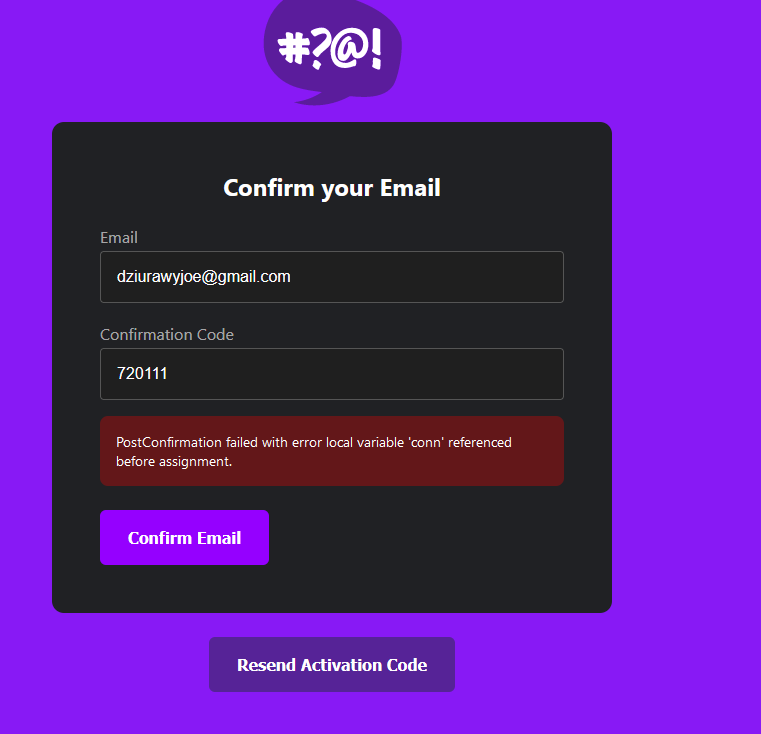 #?@!
Confirm your Email
Email
dziurawyjoe@gmail.com
Confirmation Code
720111
PostConfirmation failed with error local variable 'conn' referenced
before assignment.
Confirm Email
Resend Activation Code